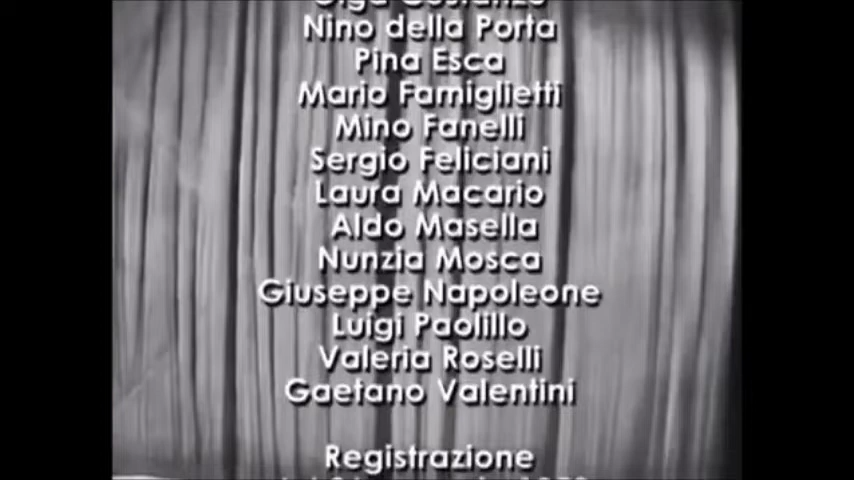 Nino della Porta
Pina Esca
Mario Famiglietti
Mino Fanelli
Sergio Feliciani
Laura Macario
Aldo Masella
Nunzia Mosca
Giuseppe Napoleone
Luigi Paolillo
Valeria Roselli
Gaetano Valentini
Registrazione